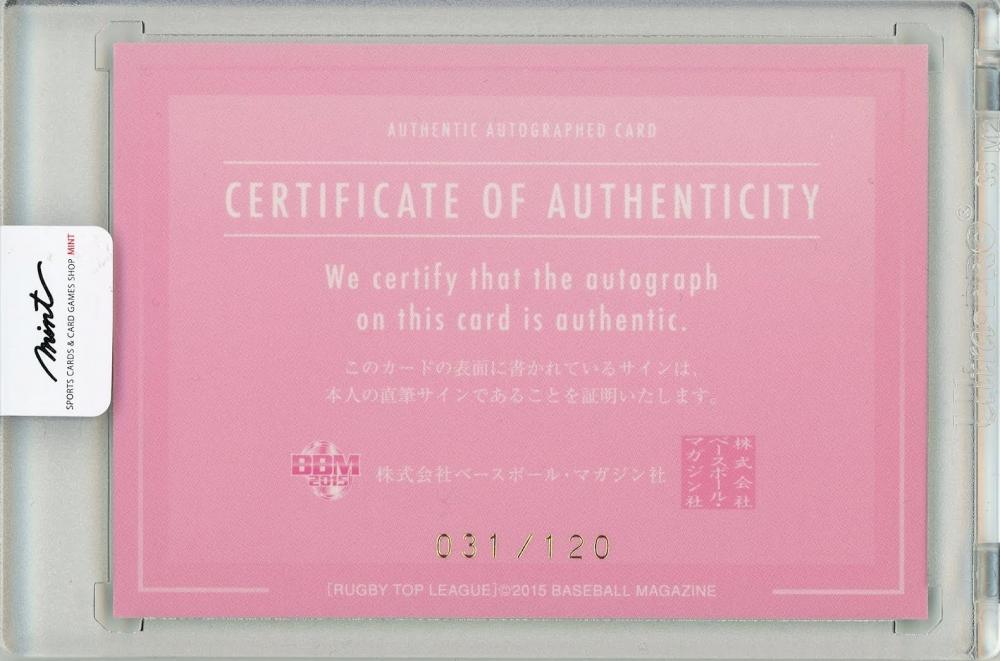 AUTHENTIC AUTOGRAPHED CARD
CERTIFICATE OF AUTHENTICITY
We certify that the autograph
on this card is authentic.
このカードの表面に書かれているサインは、
本人の直筆サインであることを証明いたします。
BBM
2015
株式会社ベースボール・マガジン社
株式会社
ベースボール・
マガジン社
031/120
[RUGBY TOP LEAGUE]©2015 BASEBALL MAGAZINE
mint
SPORTS CARDS & CARD GAMES SHOP MINT